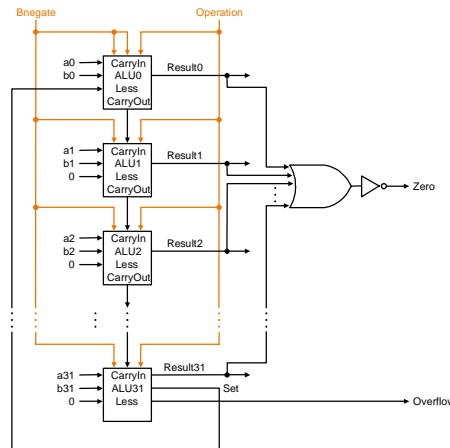 Bnegate Operation
a0 CarryIn Result0
b0 ALU0
Less
CarryOut
a1 CarryIn Result1
b1 ALU1
0 Less
CarryOut
Zero
a2 CarryIn Result2
b2 ALU2
0 Less
CarryOut
a31 CarryIn Result31
b31 ALU31 Set
0 Less Overflow